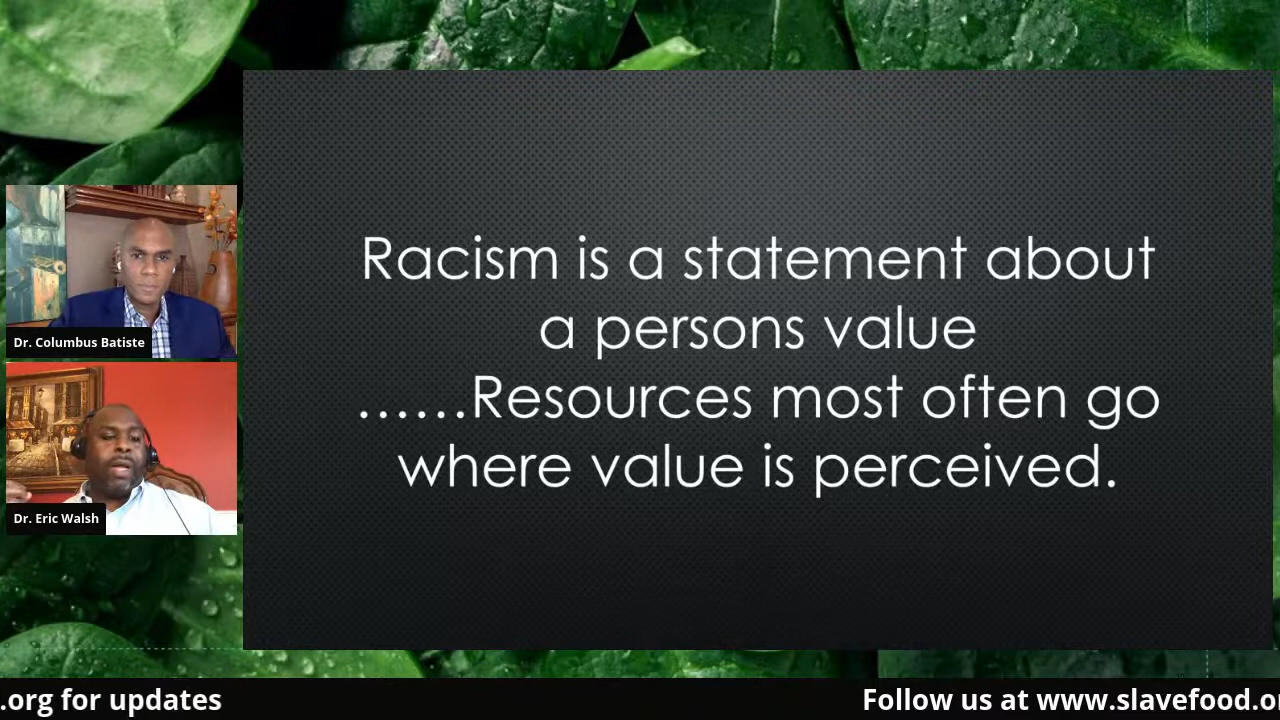 Racism is a statement about
a persons value
......Resources most often go
where value is perceived.
Dr. Columbus Batiste
Dr. Eric Walsh
.org for updates
Follow us at www.slavefood.o